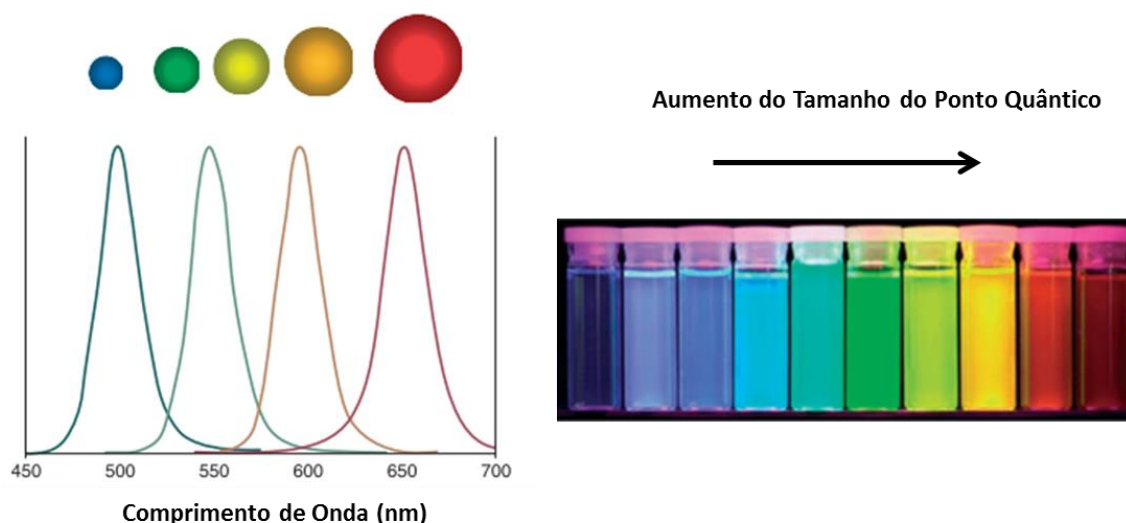 Aumento do Tamanho do Ponto Quântico
450 500 550 600 650 700
Comprimento de Onda (nm)